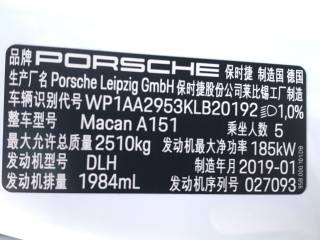 品牌 PORSCHE 保时捷 制造国 德国
生产厂名 Porsche Leipzig GmbH 保时捷股份公司莱比锡工厂制造
车辆识别代号 WP1AA2953KLB20192 1,0%
整车型号 Macan A151 乘坐人数 5
最大允许总质量 2510kg 发动机最大净功率 185kW
发动机型号 DLH 制造年月 2019-01
发动机排量 1984mL 发动机序列号 027093